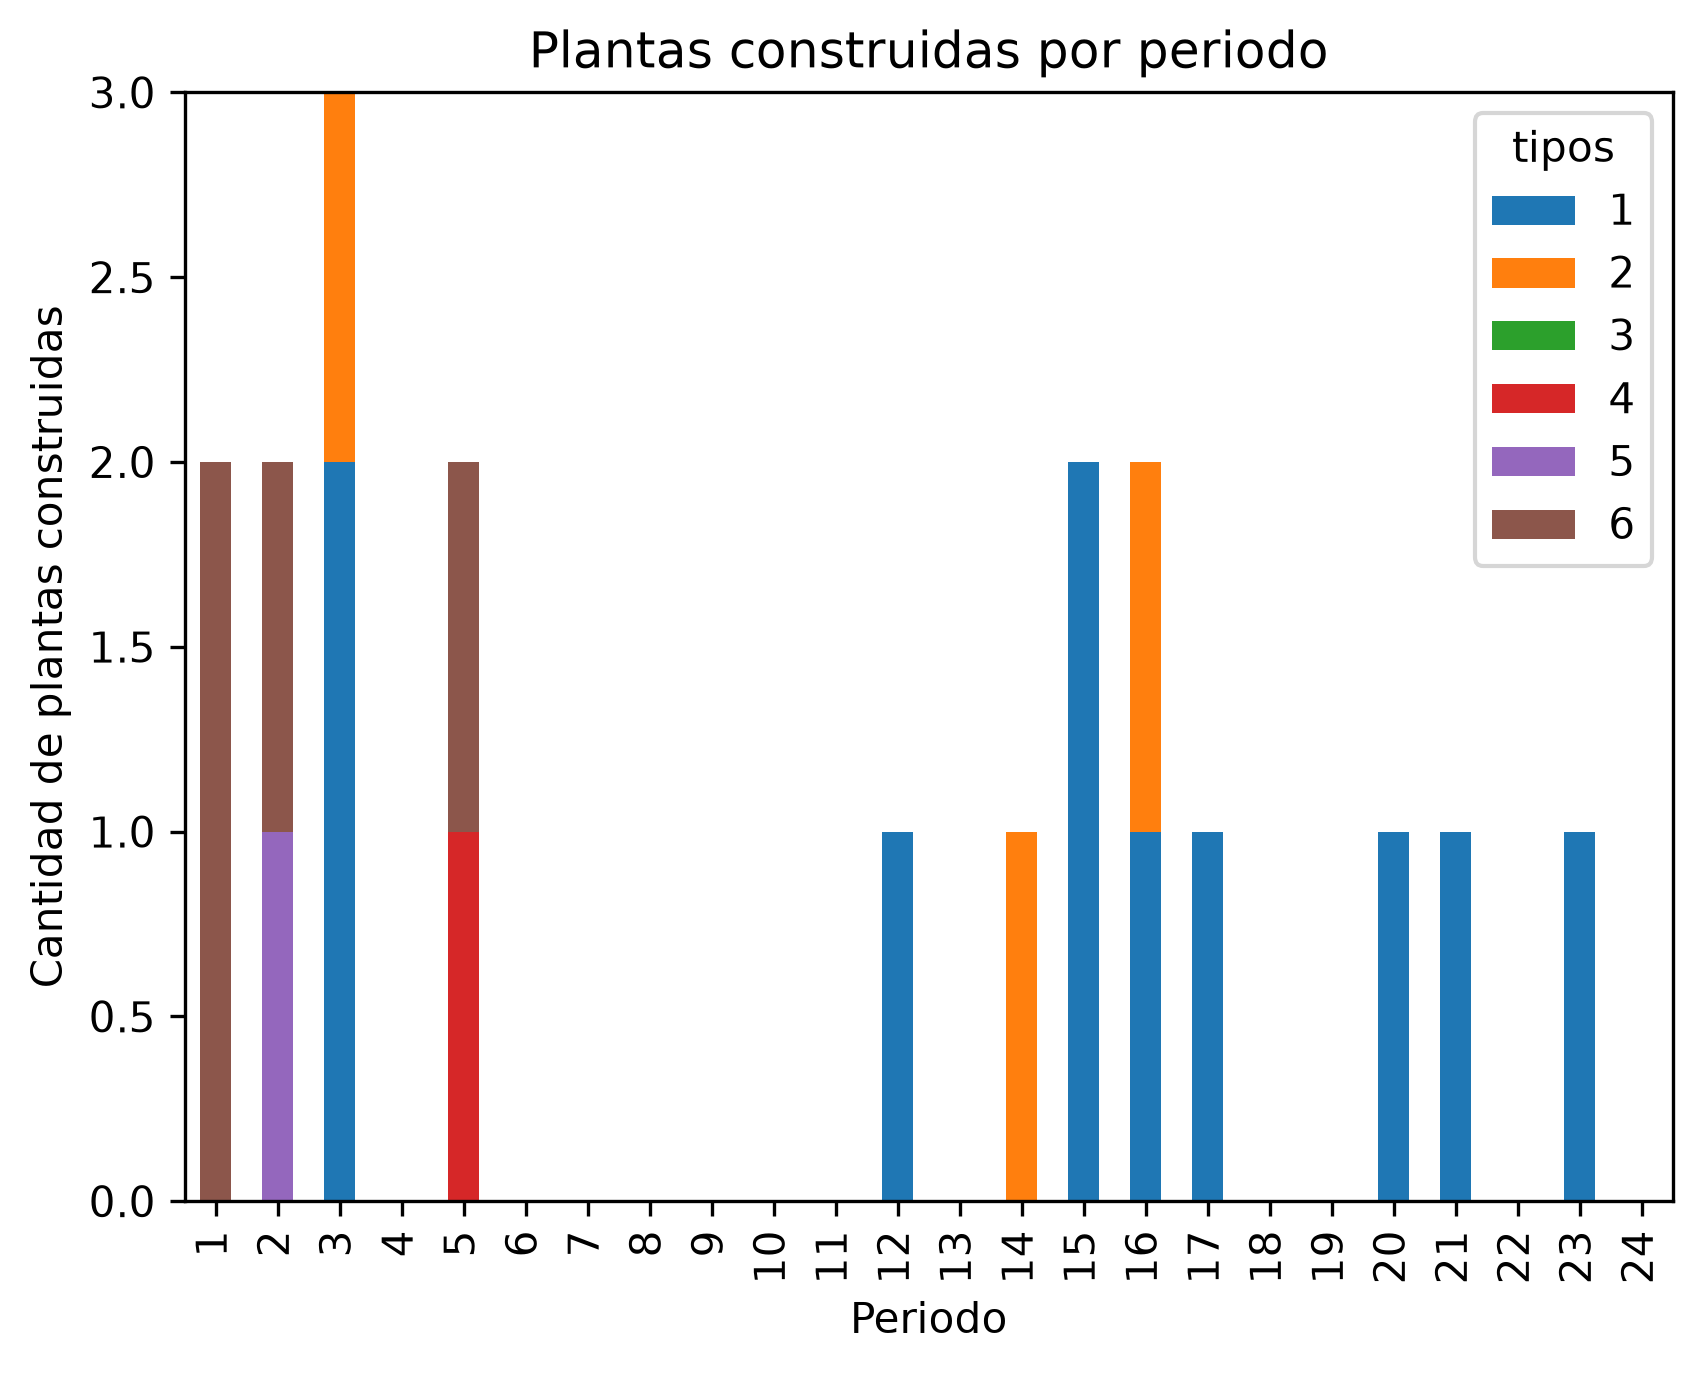 Plantas construidas por periodo
3.0
2.5
2.0
1.5
1.0
0.5
0.0
Cantidad de plantas construidas
tipos
1
2
3
4
5
6
1 2 3 4 5 6 7 8 9 10 11 12 13 14 15 16 17 18 19 20 21 22 23 24
Periodo